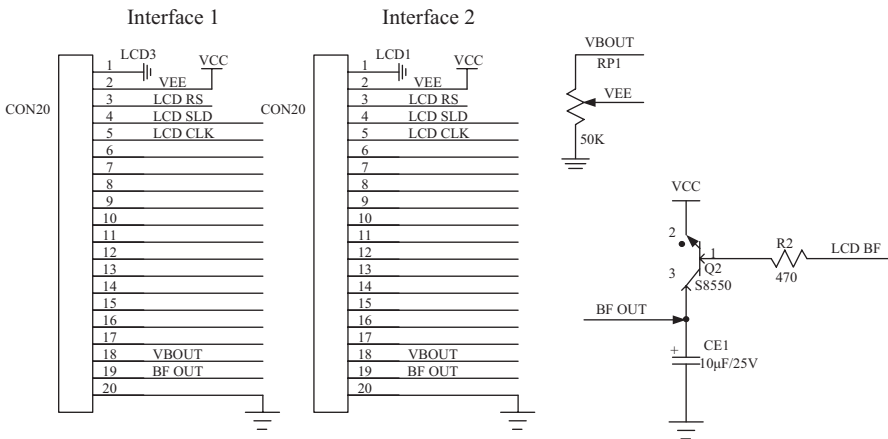 Interface 1
CON20
1 LCD3
2 VEE VCC
3 LCD RS
4 LCD SLD
5 LCD CLK
6
7
8
9
10
11
12
13
14
15
16
17
18 VBOUT
19 BF OUT
20
Interface 2
CON20
1 LCD1
2 VEE VCC
3 LCD RS
4 LCD SLD
5 LCD CLK
6
7
8
9
10
11
12
13
14
15
16
17
18 VBOUT
19 BF OUT
20
VBOUT
RP1
VEE
50K
VCC
2
1
R2
LCD BF
3
Q2
470
S8550
BF OUT
+
CE1
10μF/25V